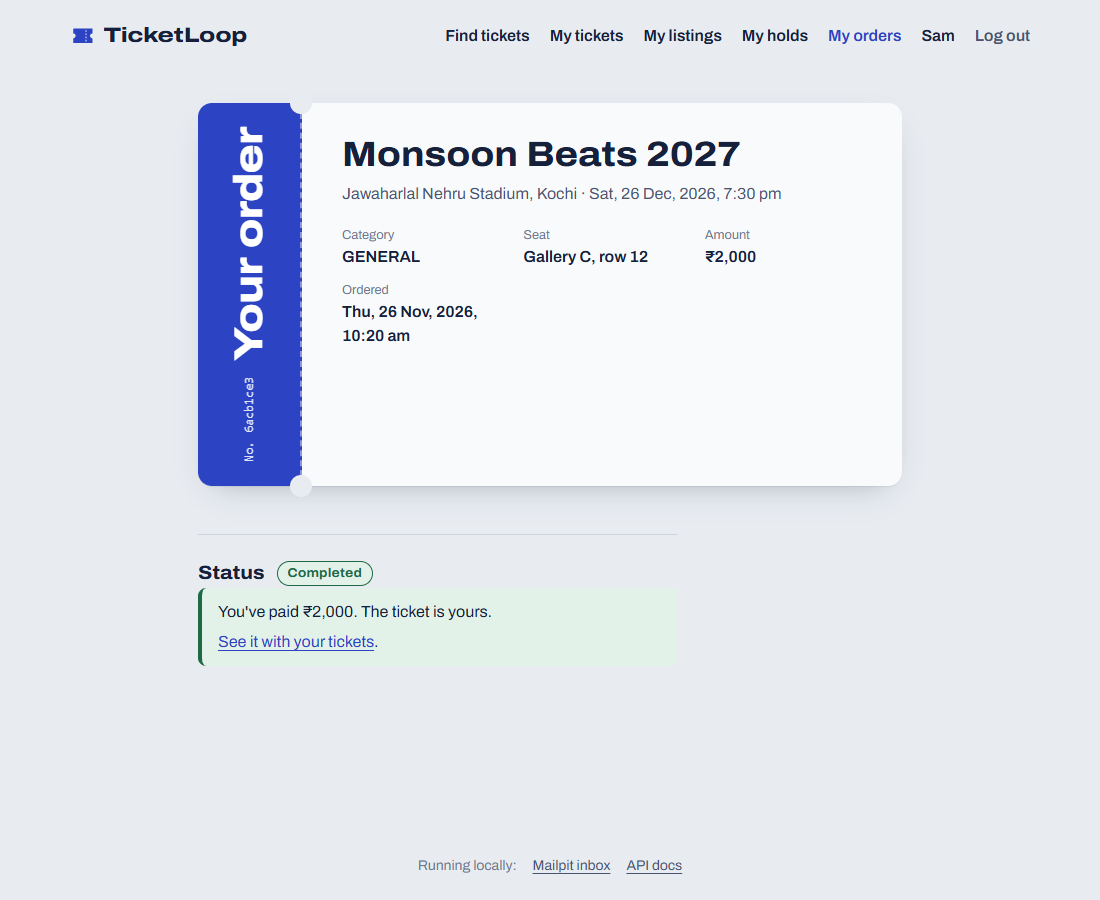 TicketLoop
Find tickets My tickets My listings My holds My orders Sam Log out
Your order
No. 6acb1ce3
Monsoon Beats 2027
Jawaharlal Nehru Stadium, Kochi · Sat, 26 Dec, 2026, 7:30 pm
Category Seat Amount
GENERAL Gallery C, row 12 ₹2,000
Ordered
Thu, 26 Nov, 2026,
10:20 am
Status Completed
You've paid ₹2,000. The ticket is yours.
See it with your tickets.
Running locally: Mailpit inbox API docs